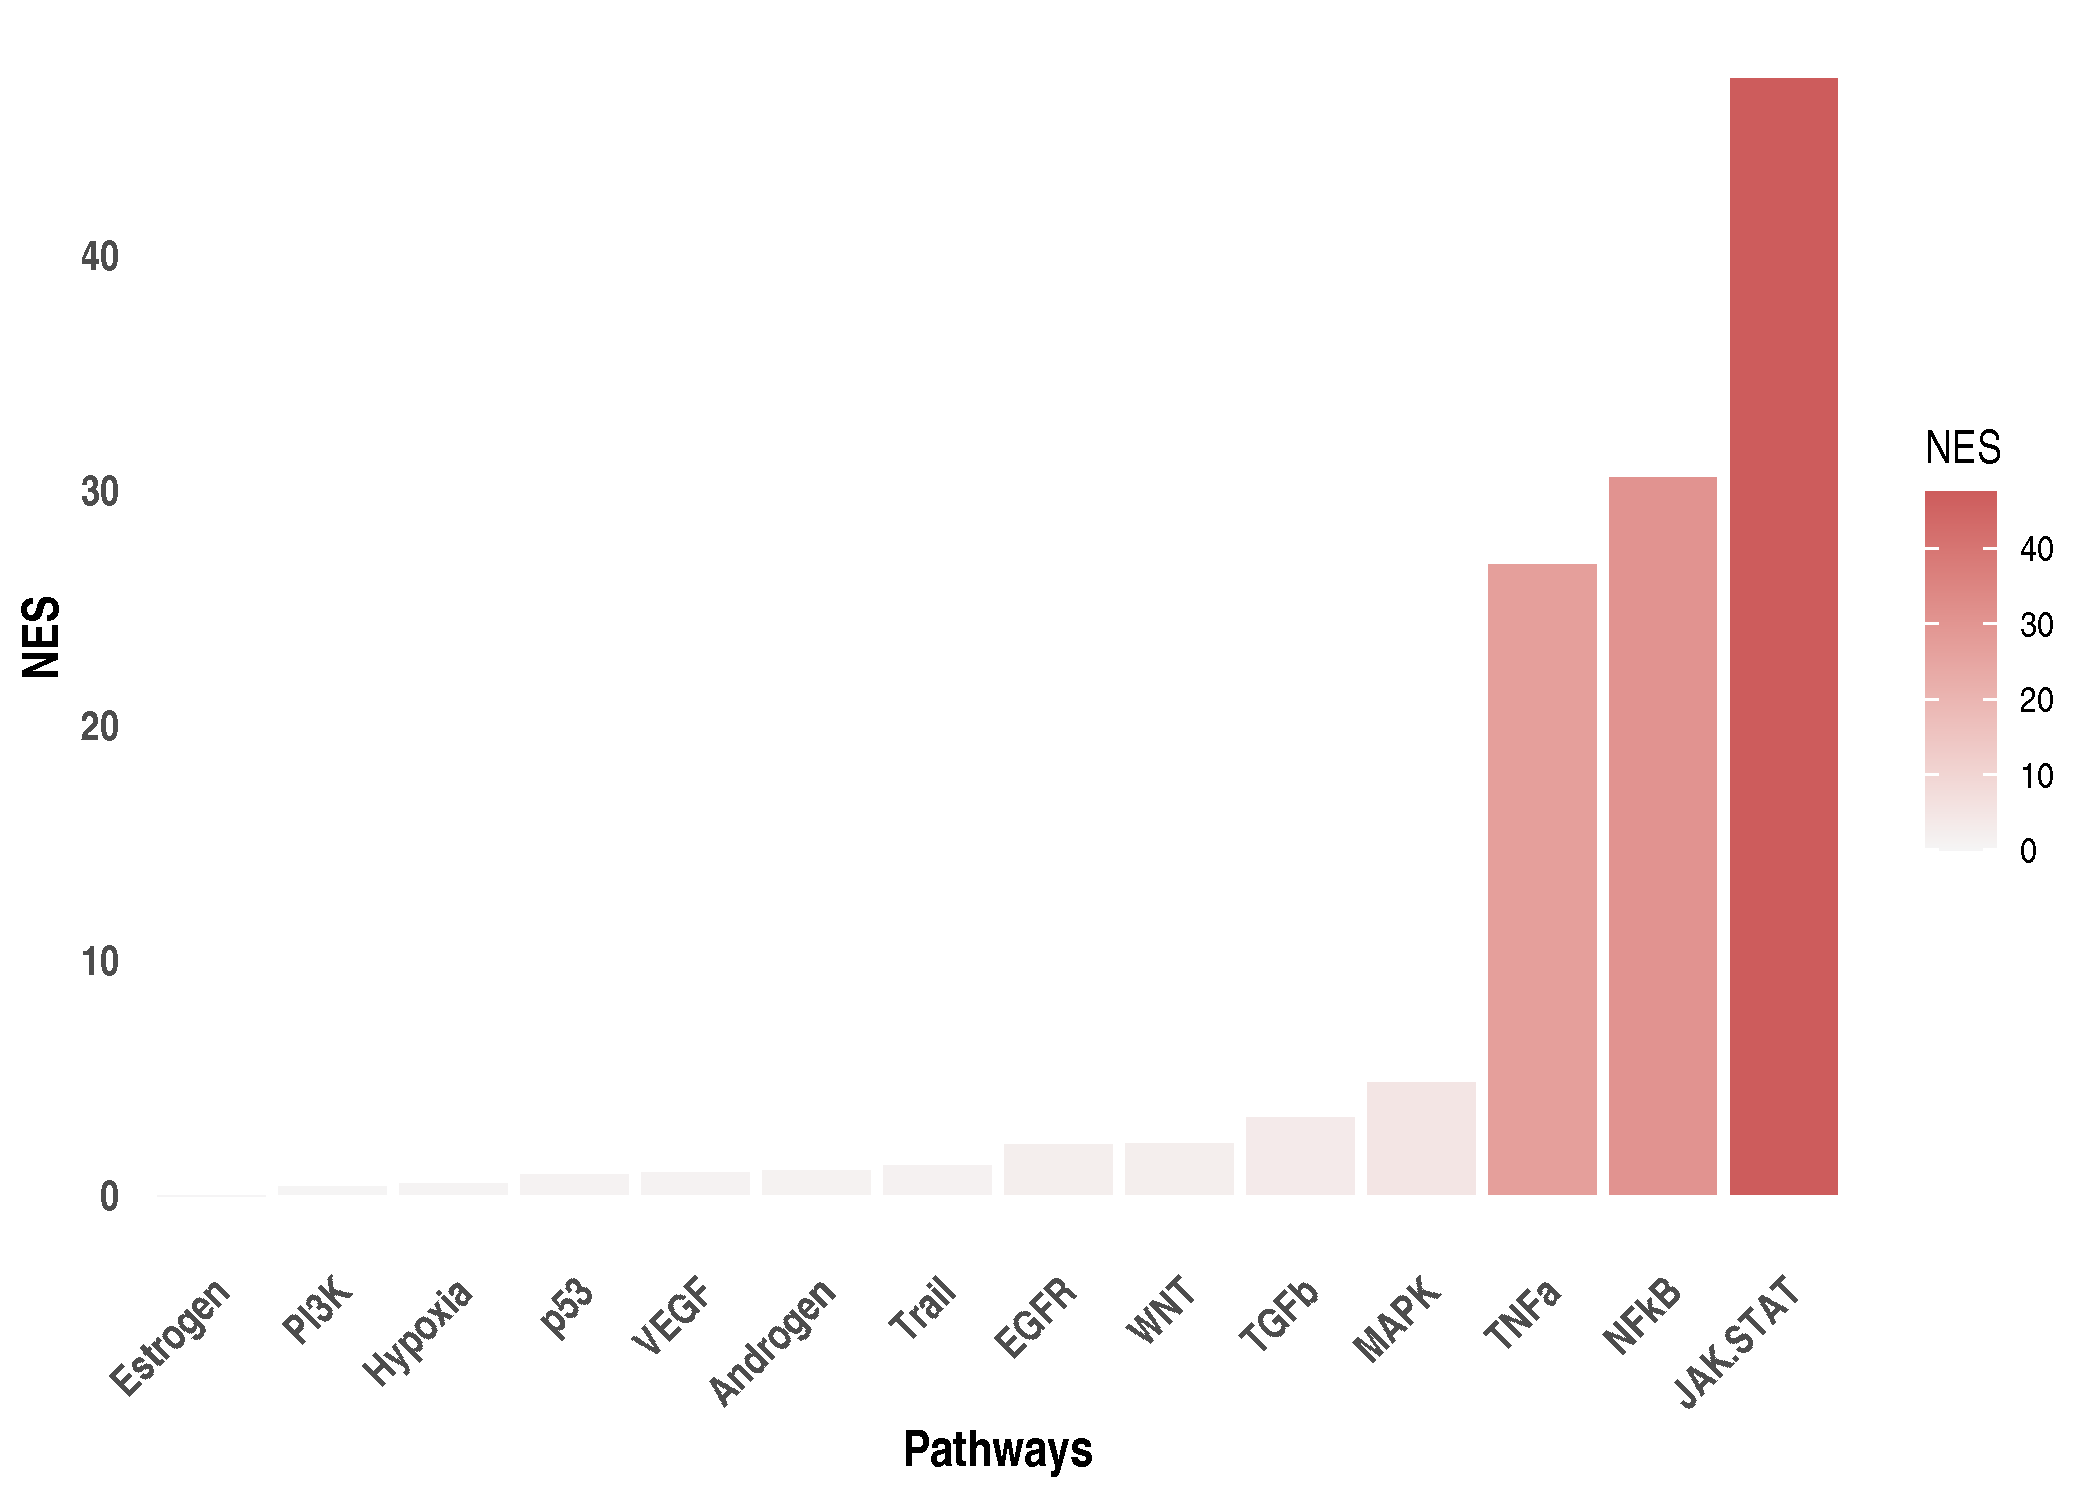 NES
40
30
20
10
0
Estrogen
PI3K
Hypoxia
p53
VEGF
Androgen
Trail
EGFR
WNT
TGFb
MAPK
TNFa
NFkB
JAK.STAT
Pathways
NES
40
30
20
10
0